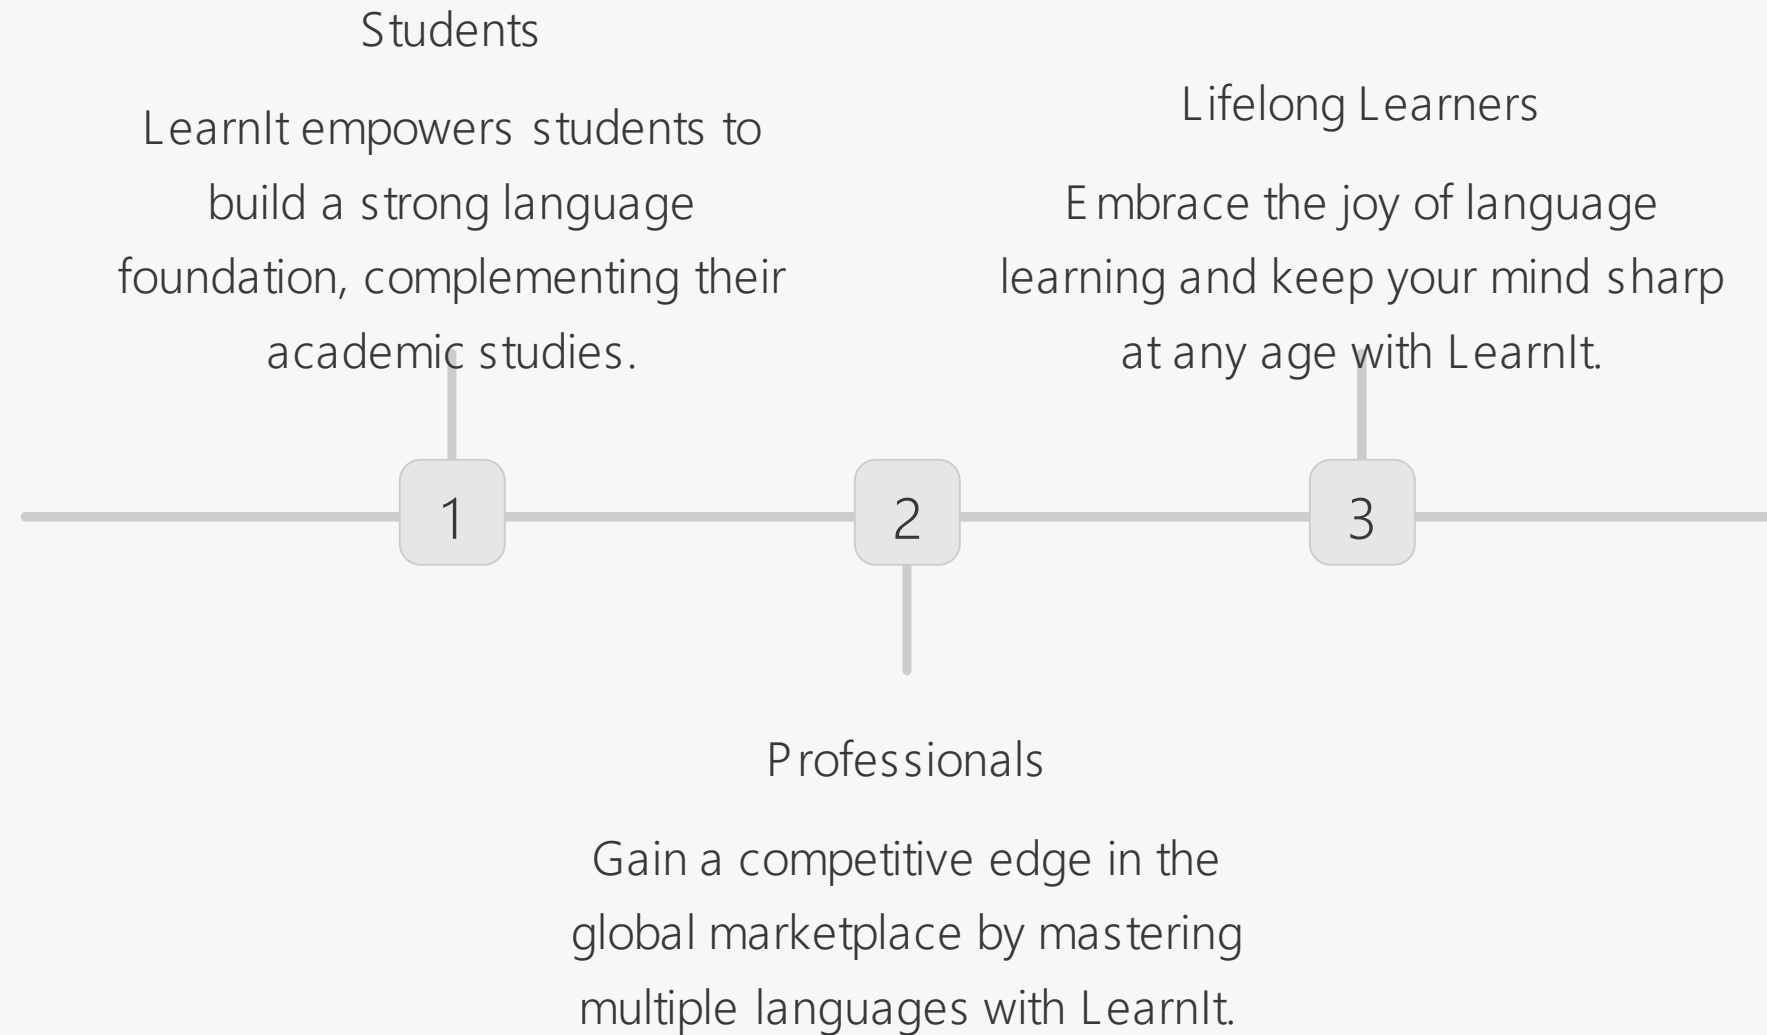 Students
LearnIt empowers students to
build a strong language
foundation, complementing their
academic studies.
Lifelong Learners
Embrace the joy of language
learning and keep your mind sharp
at any age with LearnIt.
1
2
3
Professionals
Gain a competitive edge in the
global marketplace by mastering
multiple languages with LearnIt.